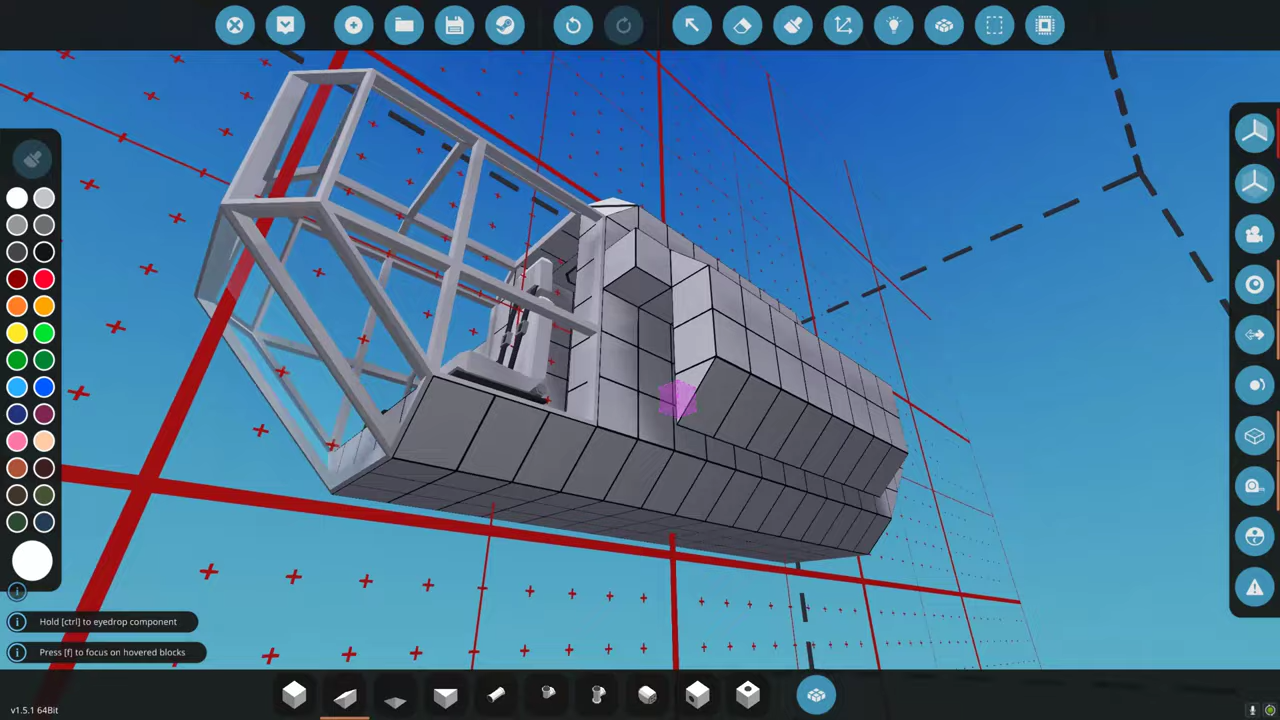 Hold [ctrl] to eyedrop component
Press [f] to focus on hovered blocks
v1.5.1 64Bit